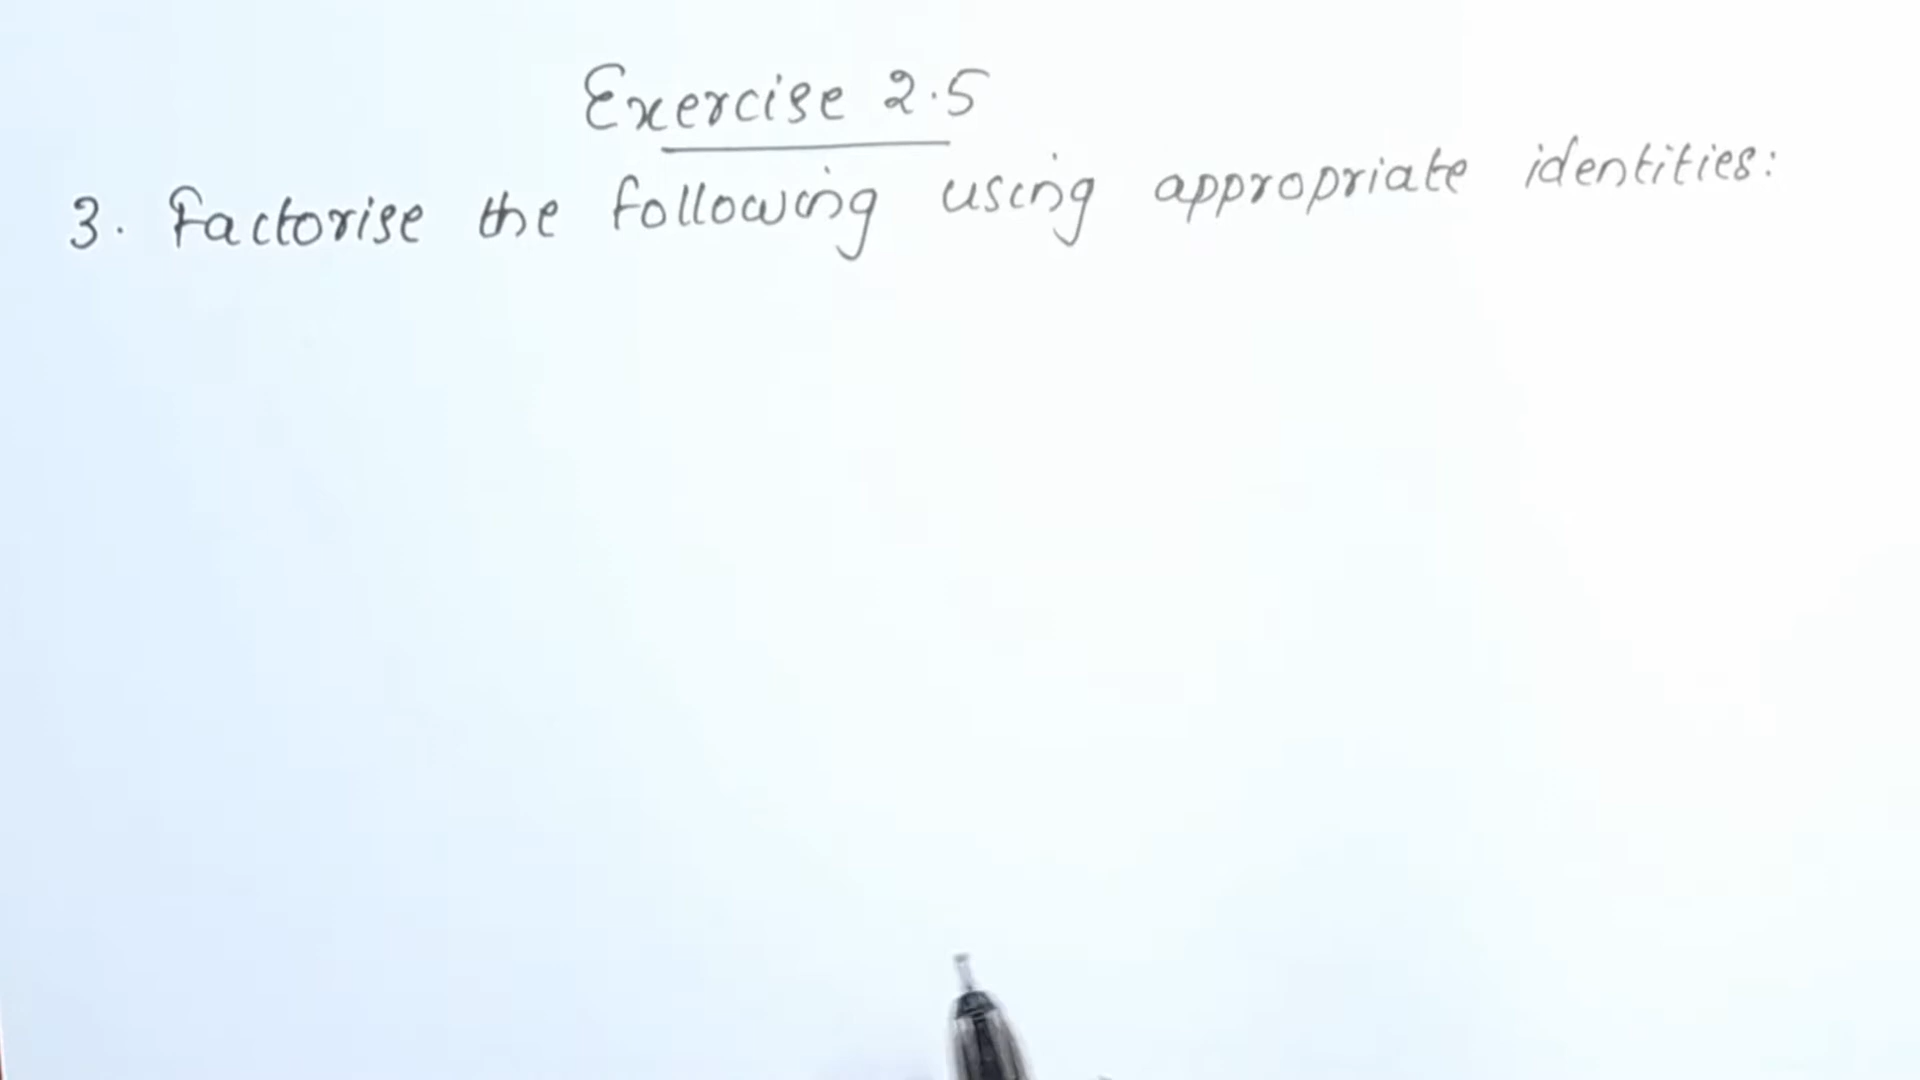 Exercise 2.5
3. Factorise the following using appropriate identities: